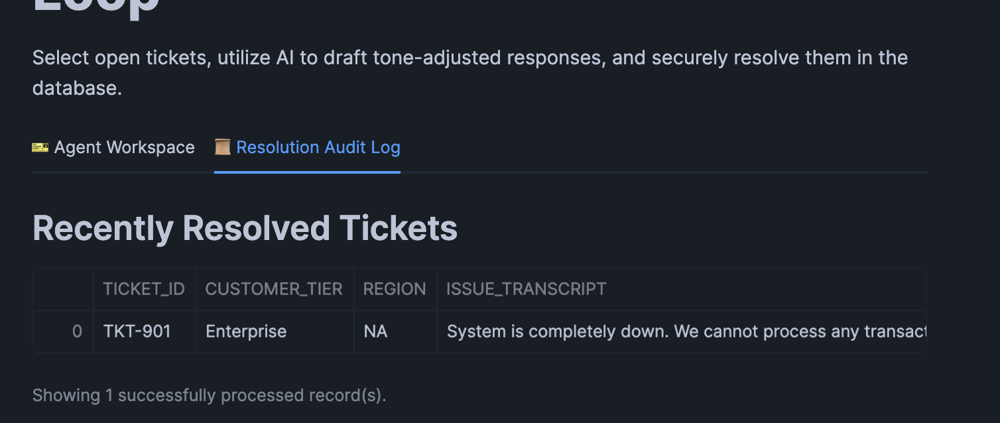 Loop
Select open tickets, utilize AI to draft tone-adjusted responses, and securely resolve them in the
database.
Agent Workspace Resolution Audit Log
Recently Resolved Tickets
TICKET_ID CUSTOMER_TIER REGION ISSUE_TRANSCRIPT
0 TKT-901 Enterprise NA System is completely down. We cannot process any transact
Showing 1 successfully processed record(s).